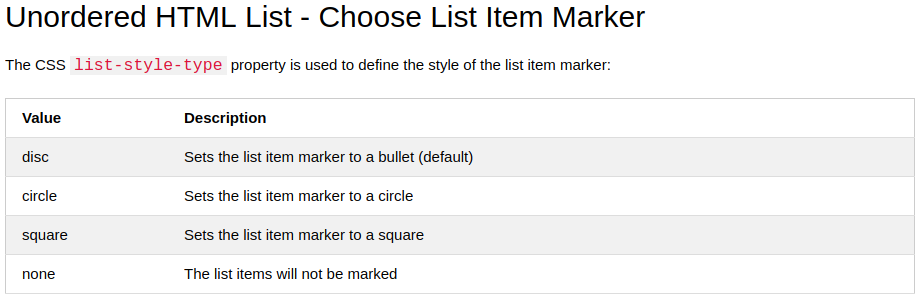 Unordered HTML List - Choose List Item Marker
The CSS list-style-type property is used to define the style of the list item marker:
Value Description
disc Sets the list item marker to a bullet (default)
circle Sets the list item marker to a circle
square Sets the list item marker to a square
none The list items will not be marked